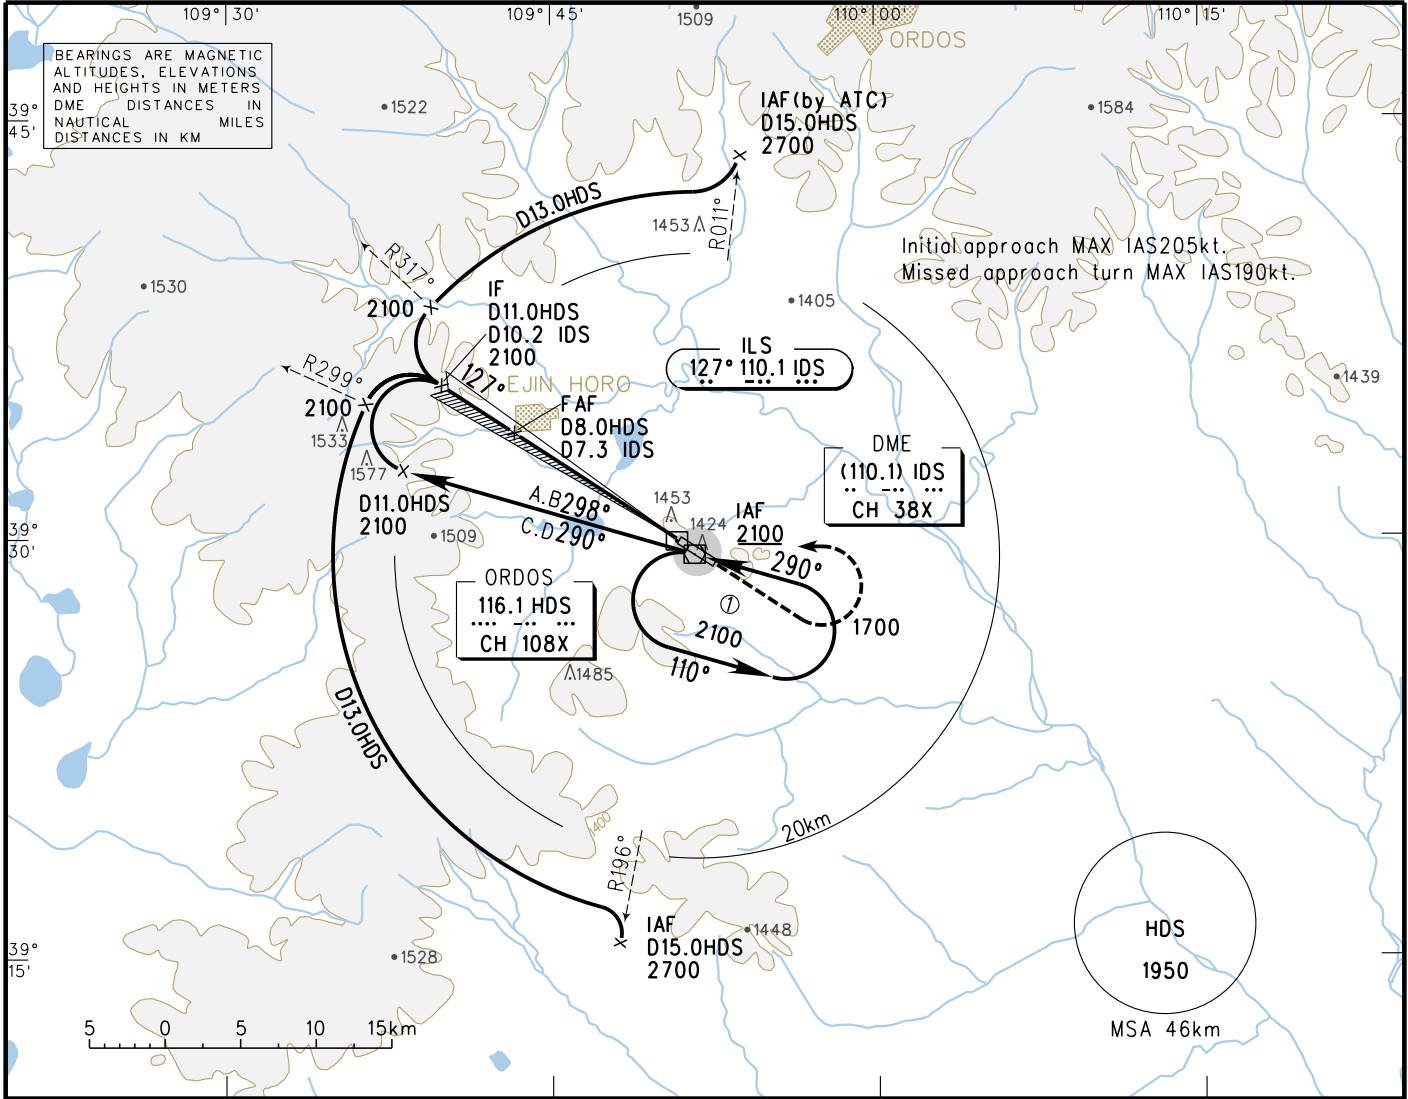 109° 30'
109° 45'
1509
110° 00'
110° 15'
ORDOS
BEARINGS ARE MAGNETIC
ALTITUDES, ELEVATIONS
AND HEIGHTS IN METERS
DME DISTANCES IN
NAUTICAL MILES
DISTANCES IN KM
39°
45'
1522
IAF(by ATC)
D15.0HDS
2700
1584
D13.0HDS
1453
R011°
Initial approach MAX IAS205kt.
Missed approach turn MAX IAS190kt.
R317°
1530
2100
IF
D11.0HDS
D10.2 IDS
2100
1405
ILS
127° 110.1 IDS
R299°
127°
EJIN HORO
1439
2100
1533
FAF
D8.0HDS
D7.3 IDS
1577
DME
(110.1) IDS
CH 38X
D11.0HDS
2100
A.B298°
C.D290°
1453
1424
IAF
2100
39°
30'
1509
290°
ORDOS
116.1 HDS
CH 108X
1
2100
1700
110°
1485
D13.0HDS
1400
20km
R196°
IAF
D15.0HDS
2700
1448
HDS
1950
39°
15'
1528
MSA 46km
5 0 5 10 15km